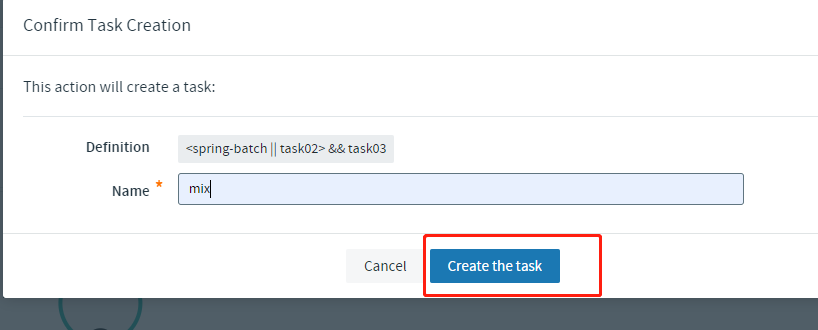 Confirm Task Creation
This action will create a task:
Definition <spring-batch || task02> && task03
Name * mix
Cancel Create the task